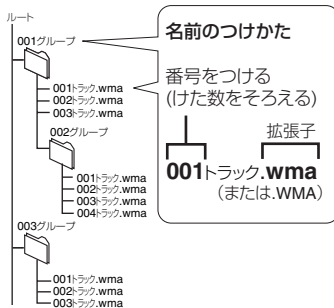 ルート
001グループ
001トラック.wma
002トラック.wma
003トラック.wma
002グループ
001トラック.wma
002トラック.wma
003トラック.wma
004トラック.wma
003グループ
001トラック.wma
002トラック.wma
003トラック.wma
名前のつけかた
番号をつける
(けた数をそろえる)
拡張子
001トラック.wma
(または.WMA)